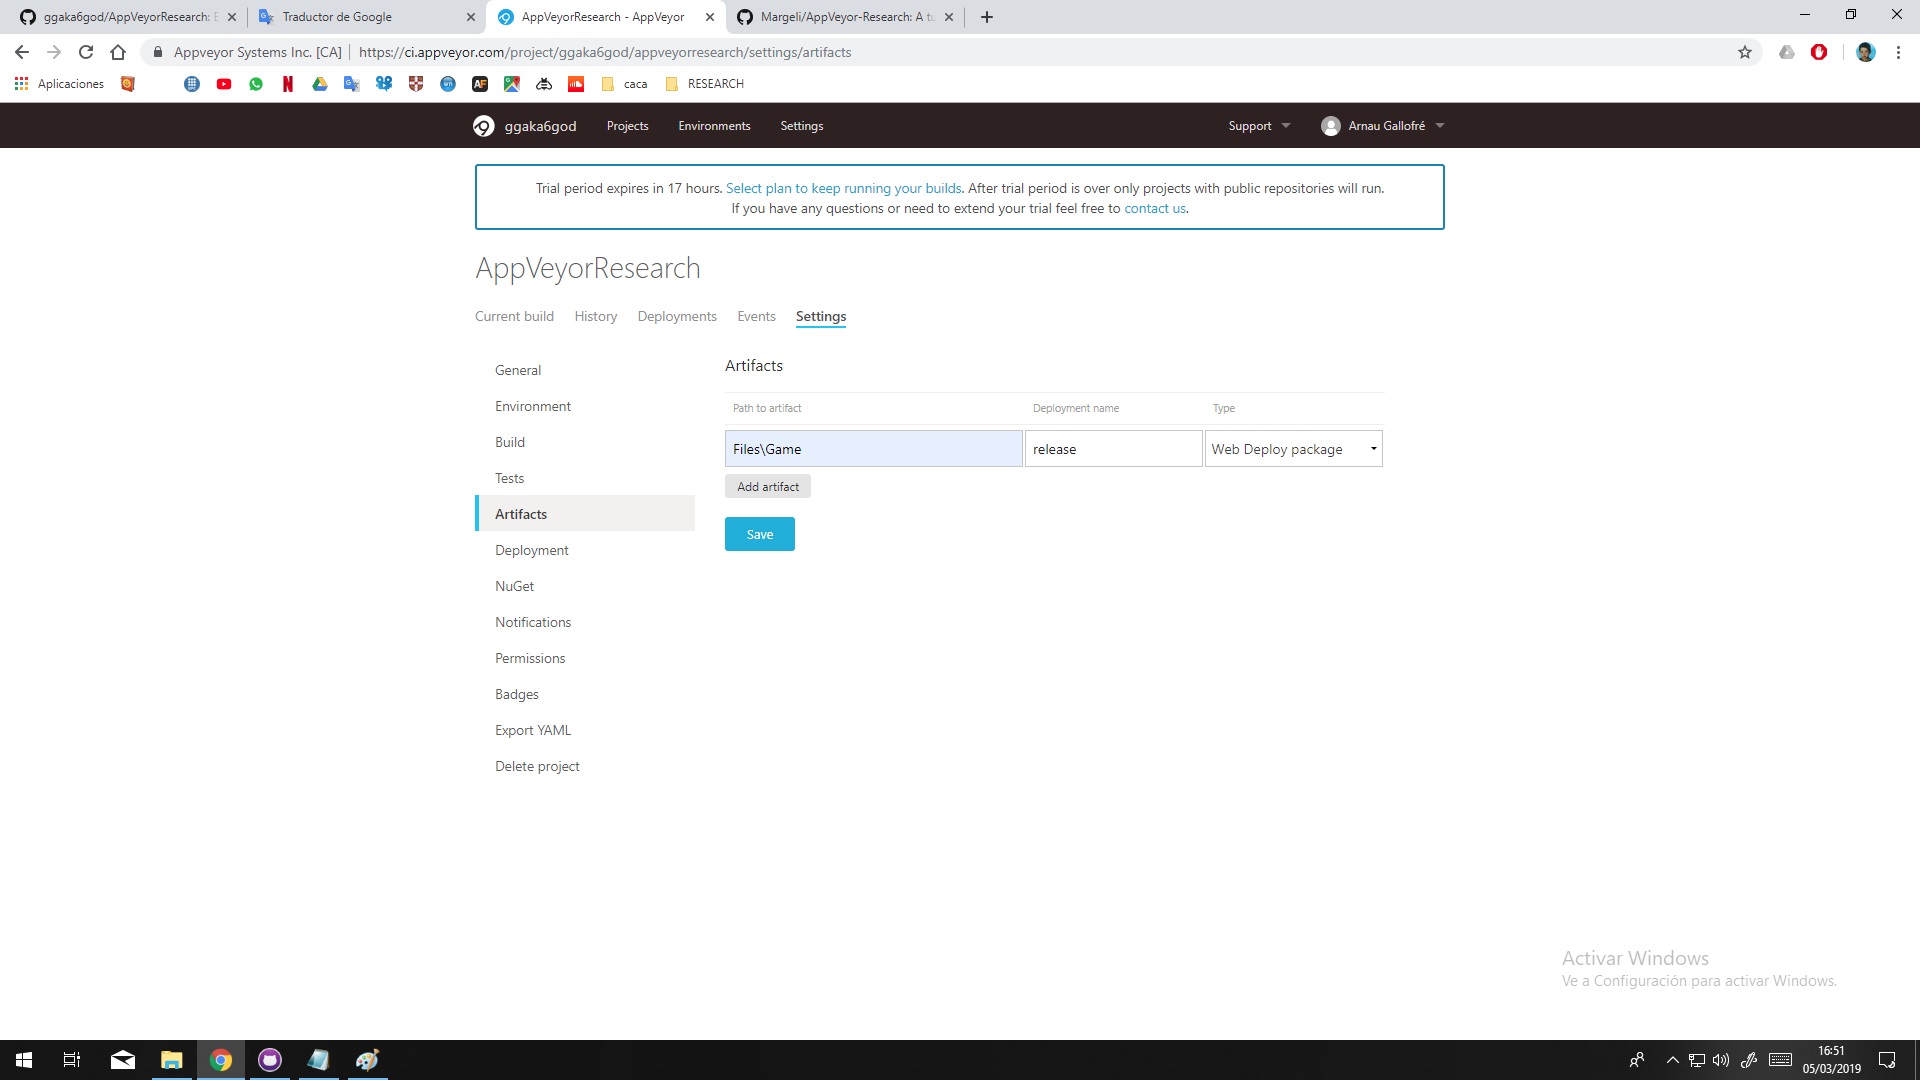 ggaka6god/AppVeyorResearch:
Traductor de Google
AppVeyorResearch - AppVeyor
Margeli/AppVeyor-Research: A tu
Appveyor Systems Inc. [CA]
https://ci.appveyor.com/project/ggaka6god/appveyorresearch/settings/artifacts
Aplicaciones
caca
RESEARCH
ggaka6god
Projects
Environments
Settings
Support
Arnau Gallofré
Trial period expires in 17 hours. Select plan to keep running your builds. After trial period is over only projects with public repositories will run.
If you have any questions or need to extend your trial feel free to contact us.
AppVeyorResearch
Current build
History
Deployments
Events
Settings
General
Environment
Build
Tests
Artifacts
Deployment
NuGet
Notifications
Permissions
Badges
Export YAML
Delete project
Artifacts
Path to artifact
Deployment name
Type
Files\Game
release
Web Deploy package
Add artifact
Save
Activar Windows
Ve a Configuración para activar Windows.
16:51
05/03/2019